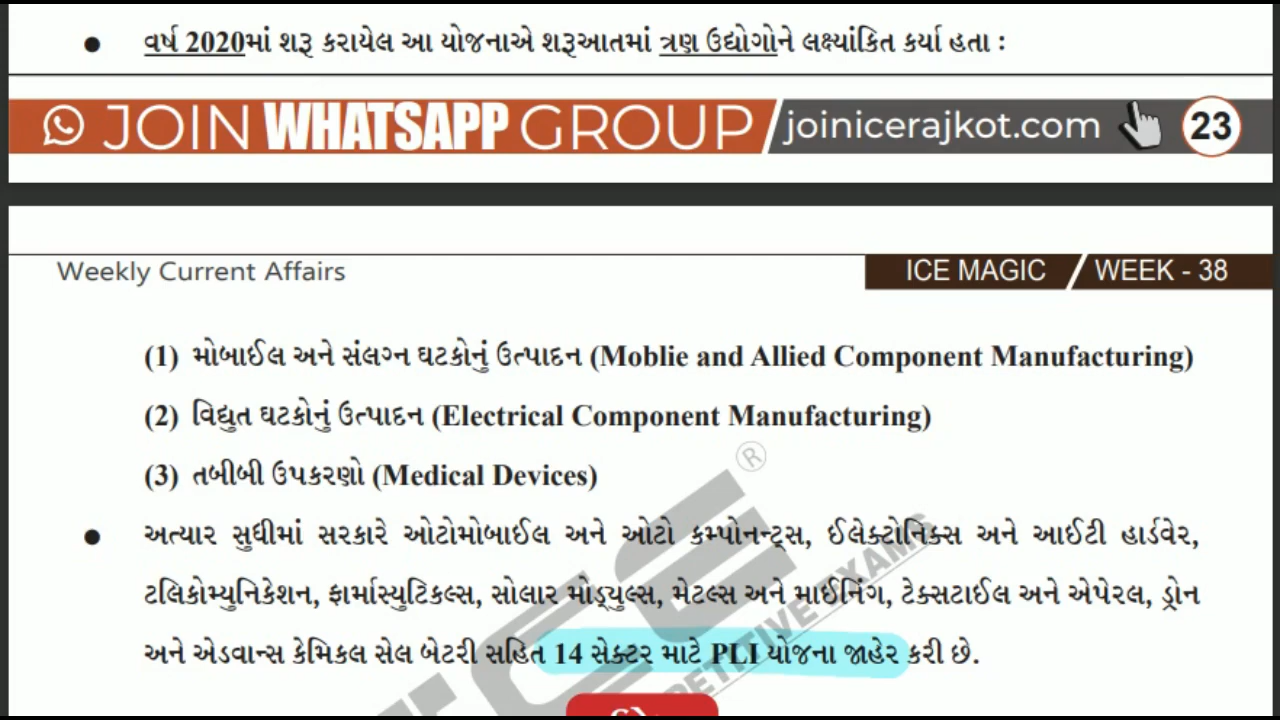 ● વર્ષ 2020માં શરૂ કરાયેલ આ યોજનાએ શરૂઆતમાં ત્રણ ઉદ્યોગોને લક્ષ્યાંકિત કર્યા હતા :
JOIN WHATSAPP GROUP joinicerajkot.com 23
Weekly Current Affairs ICE MAGIC WEEK - 38
(1) મોબાઈલ અને સંલગ્ન ઘટકોનું ઉત્પાદન (Moblie and Allied Component Manufacturing)
(2) વિદ્યુત ઘટકોનું ઉત્પાદન (Electrical Component Manufacturing)
(3) તબીબી ઉપકરણો (Medical Devices)
● અત્યાર સુધીમાં સરકારે ઓટોમોબાઈલ અને ઓટો કમ્પોનન્ટ્સ, ઈલેક્ટોનિક્સ અને આઈટી હાર્ડવેર,
ટલિકોમ્યુનિકેશન, ફાર્માસ્યુટિકલ્સ, સોલાર મોડ્યુલ્સ, મેટલ્સ અને માઈનિંગ, ટેક્સટાઈલ અને એપેરલ, ડ્રોન
અને એડવાન્સ કેમિકલ સેલ બેટરી સહિત 14 સેક્ટર માટે PLI યોજના જાહેર કરી છે.